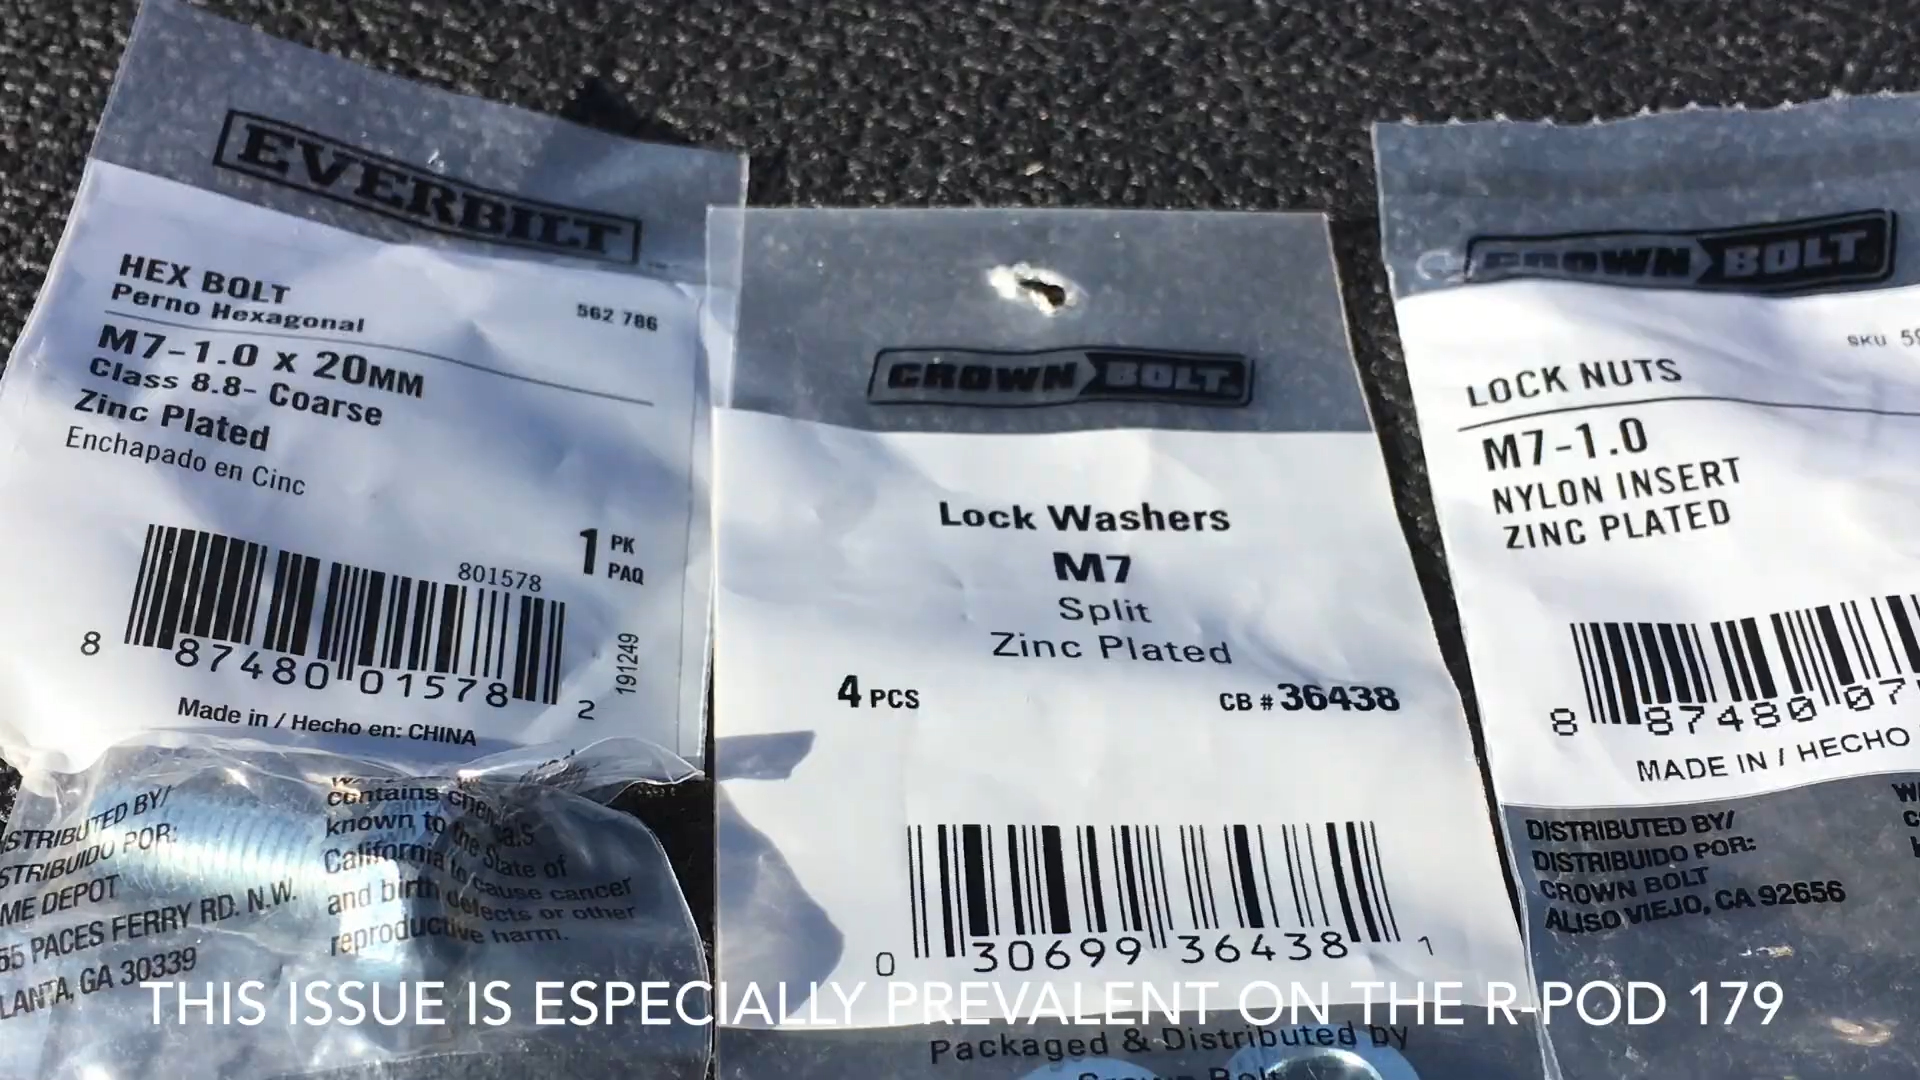 EVERBILT
HEX BOLT
Perno Hexagonal
562 786
M7-1.0 x 20MM
Class 8.8- Coarse
Zinc Plated
Enchapado en Cinc
1 PK
PAQ
801578
8 87480 01578 2
191249
Made in / Hecho en: CHINA
STRIBUTED BY/
STRIBUIDO POR:
ME DEPOT
55 PACES FERRY RD. N.W.
LANTA, GA 30339
contains
known to the State of
California to cause cancer
and birth defects or other
reproductive harm.
CROWN BOLT
Lock Washers
M7
Split
Zinc Plated
4 PCS
CB # 36438
0 30699 36438 1
Packaged & Distributed by
CROWN BOLT
SKU
LOCK NUTS
M7-1.0
NYLON INSERT
ZINC PLATED
8 87480 07
MADE IN / HECHO
DISTRIBUTED BY/
DISTRIBUIDO POR:
CROWN BOLT
ALISO VIEJO, CA 92656
THIS ISSUE IS ESPECIALLY PREVALENT ON THE R-POD 179